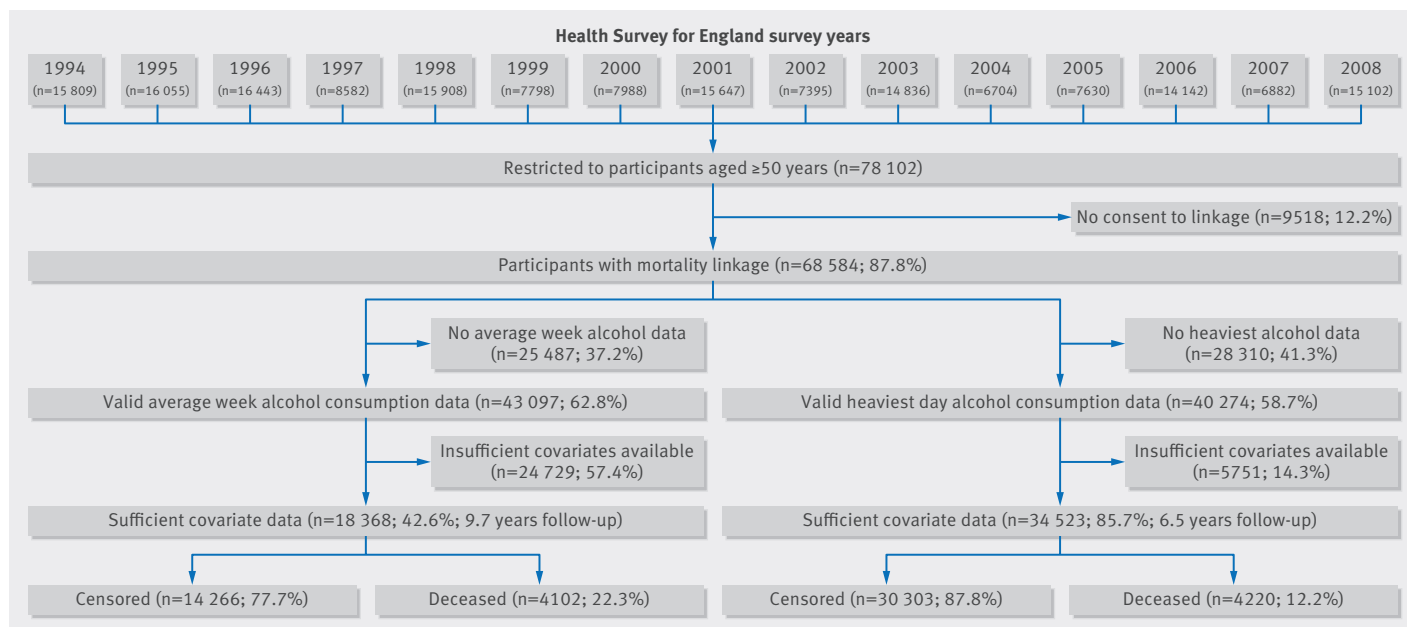 Health Survey for England survey years
1994
(n=15 809)
1995
(n=16 055)
1996
(n=16 443)
1997
(n=8582)
1998
(n=15 908)
1999
(n=7798)
2000
(n=7988)
2001
(n=15 647)
2002
(n=7395)
2003
(n=14 836)
2004
(n=6704)
2005
(n=7630)
2006
(n=14 142)
2007
(n=6882)
2008
(n=15 102)
Restricted to participants aged ≥50 years (n=78 102)
No consent to linkage (n=9518; 12.2%)
Participants with mortality linkage (n=68 584; 87.8%)
No average week alcohol data
(n=25 487; 37.2%)
No heaviest alcohol data
(n=28 310; 41.3%)
Valid average week alcohol consumption data (n=43 097; 62.8%)
Valid heaviest day alcohol consumption data (n=40 274; 58.7%)
Insufficient covariates available
(n=24 729; 57.4%)
Insufficient covariates available
(n=5751; 14.3%)
Sufficient covariate data (n=18 368; 42.6%; 9.7 years follow-up)
Sufficient covariate data (n=34 523; 85.7%; 6.5 years follow-up)
Censored (n=14 266; 77.7%)
Deceased (n=4102; 22.3%)
Censored (n=30 303; 87.8%)
Deceased (n=4220; 12.2%)